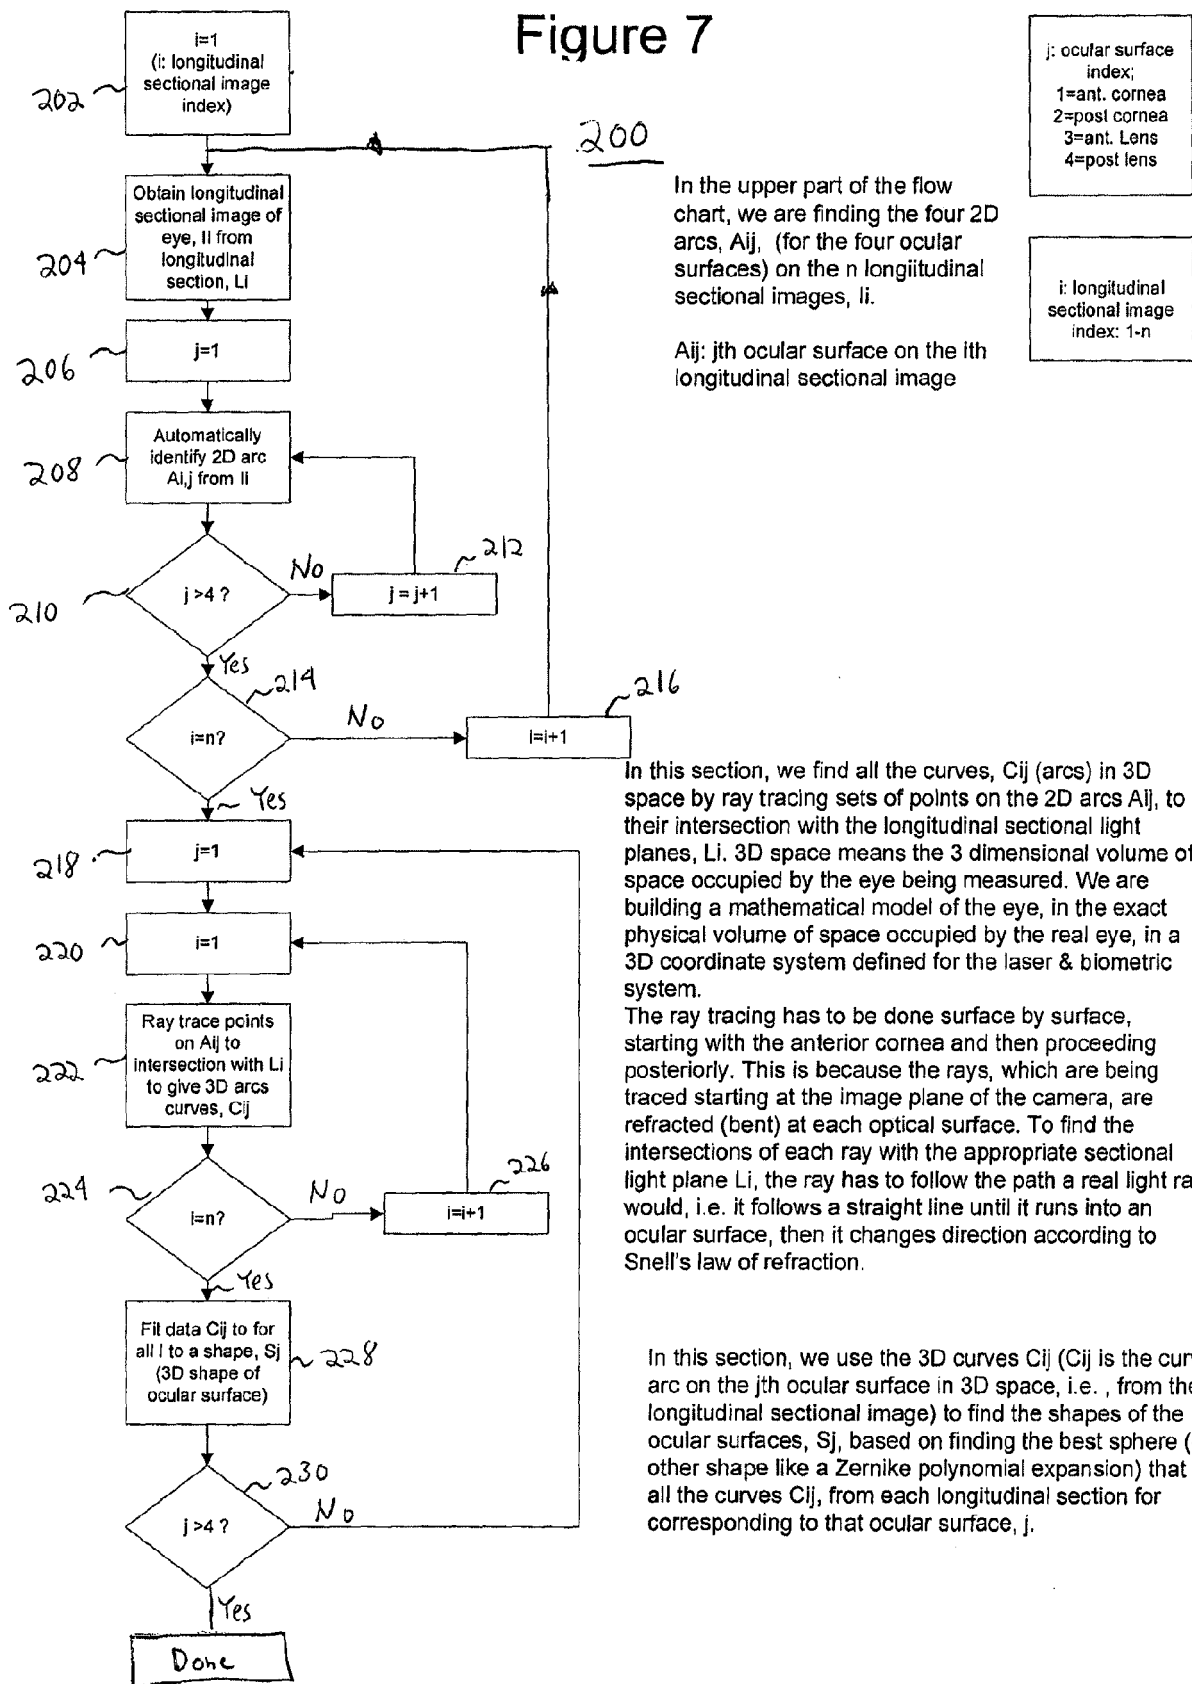 Figure 7
i=1
(i: longitudinal
sectional image
index)
202
200
j: ocular surface
index;
1=ant. cornea
2=post cornea
3=ant. Lens
4=post lens
i: longitudinal
sectional image
index: 1-n
In the upper part of the flow
chart, we are finding the four 2D
arcs, Aij, (for the four ocular
surfaces) on the n longiitudinal
sectional images, Ii.
Aij: jth ocular surface on the ith
longitudinal sectional image
Obtain longitudinal
sectional image of
eye, Ii from
longitudinal
section, Li
204
j=1
206
Automatically
identify 2D arc
Ai,j from Ii
208
j >4 ?
210
No
j = j+1
212
Yes
i=n?
214
No
i=i+1
216
Yes
In this section, we find all the curves, Cij (arcs) in 3D
space by ray tracing sets of points on the 2D arcs Aij, to
their intersection with the longitudinal sectional light
planes, Li. 3D space means the 3 dimensional volume of
space occupied by the eye being measured. We are
building a mathematical model of the eye, in the exact
physical volume of space occupied by the real eye, in a
3D coordinate system defined for the laser & biometric
system.
The ray tracing has to be done surface by surface,
starting with the anterior cornea and then proceeding
posteriorly. This is because the rays, which are being
traced starting at the image plane of the camera, are
refracted (bent) at each optical surface. To find the
intersections of each ray with the appropriate sectional
light plane Li, the ray has to follow the path a real light ra
would, i.e. it follows a straight line until it runs into an
ocular surface, then it changes direction according to
Snell's law of refraction.
j=1
218
i=1
220
Ray trace points
on Aij to
intersection with Li
to give 3D arcs
curves, Cij
222
i=n?
224
No
i=i+1
226
Yes
Fit data Cij to for
all I to a shape, Sj
(3D shape of
ocular surface)
228
In this section, we use the 3D curves Cij (Cij is the cur
arc on the jth ocular surface in 3D space, i.e. , from the
longitudinal sectional image) to find the shapes of the
ocular surfaces, Sj, based on finding the best sphere (
other shape like a Zernike polynomial expansion) that
all the curves Cij, from each longitudinal section for
corresponding to that ocular surface, j.
j >4 ?
230
No
Yes
Done